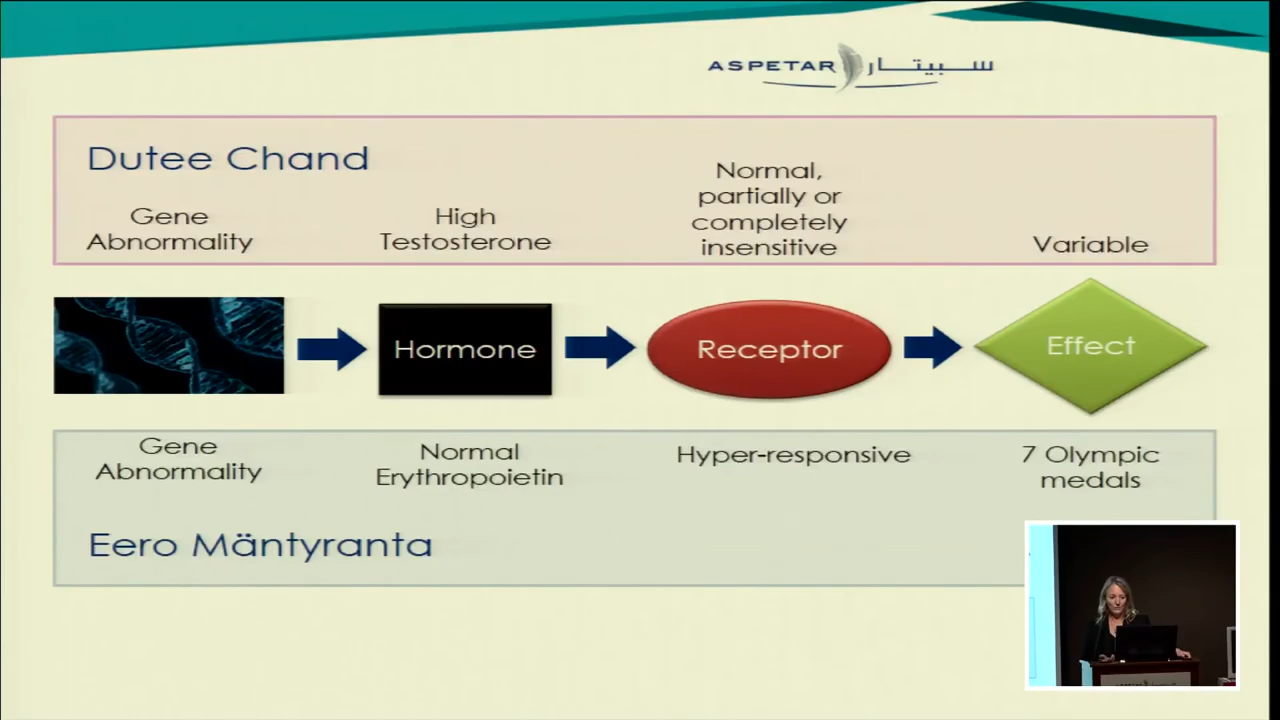 ASPETAR سبيتار
Dutee Chand
Gene
Abnormality
High
Testosterone
Normal,
partially or
completely
insensitive
Variable
Hormone
Receptor
Effect
Gene
Abnormality
Normal
Erythropoietin
Hyper-responsive
7 Olympic
medals
Eero Mäntyranta
ASPETAR